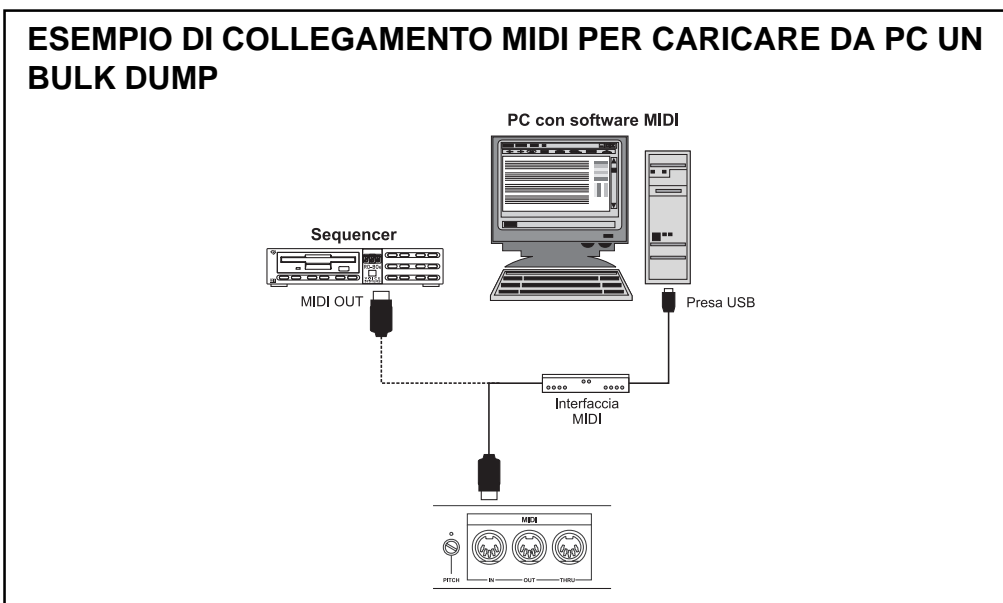 ESEMPIO DI COLLEGAMENTO MIDI PER CARICARE DA PC UN
BULK DUMP
PC con software MIDI
Sequencer
MIDI OUT
Presa USB
Interfaccia
MIDI
MIDI
PITCH
IN
OUT
THRU